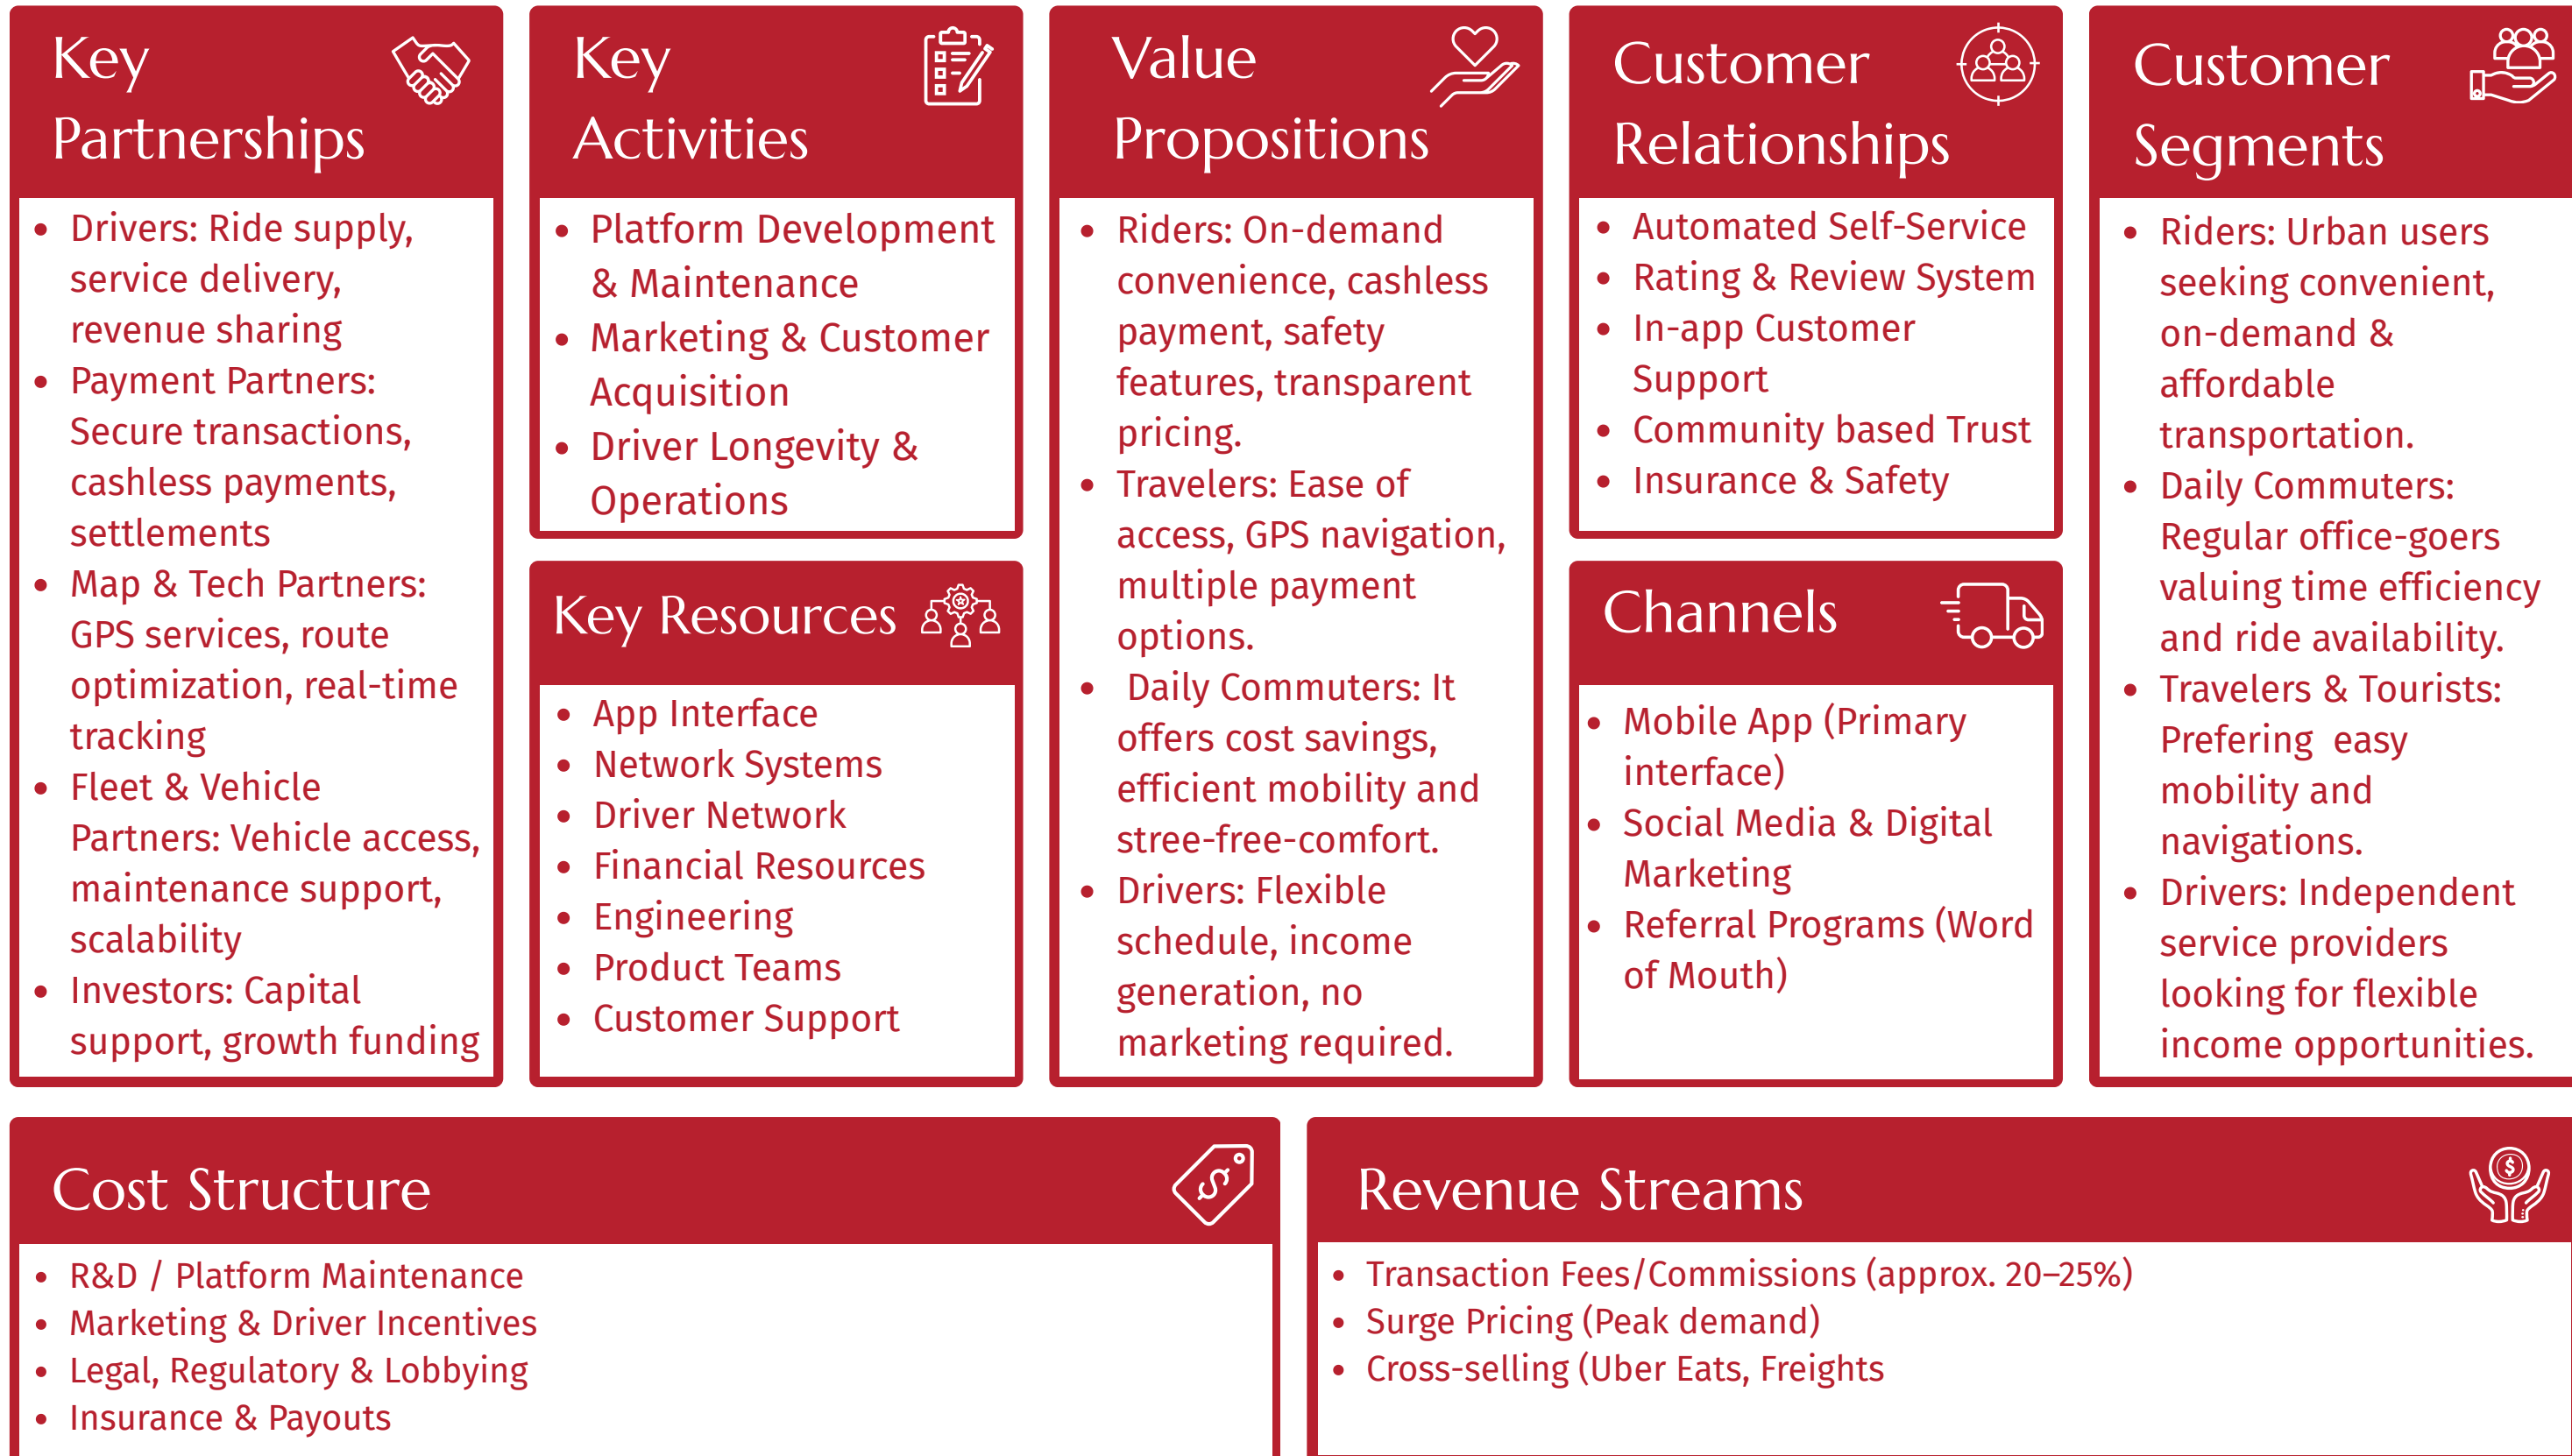 Key
Partnerships
• Drivers: Ride supply,
service delivery,
revenue sharing
• Payment Partners:
Secure transactions,
cashless payments,
settlements
• Map & Tech Partners:
GPS services, route
optimization, real-time
tracking
• Fleet & Vehicle
Partners: Vehicle access,
maintenance support,
scalability
• Investors: Capital
support, growth funding
Key
Activities
• Platform Development
& Maintenance
• Marketing & Customer
Acquisition
• Driver Longevity &
Operations
Key Resources
• App Interface
• Network Systems
• Driver Network
• Financial Resources
• Engineering
• Product Teams
• Customer Support
Value
Propositions
• Riders: On-demand
convenience, cashless
payment, safety
features, transparent
pricing.
• Travelers: Ease of
access, GPS navigation,
multiple payment
options.
• Daily Commuters: It
offers cost savings,
efficient mobility and
stree-free-comfort.
• Drivers: Flexible
schedule, income
generation, no
marketing required.
Customer
Relationships
• Automated Self-Service
• Rating & Review System
• In-app Customer
Support
• Community based Trust
• Insurance & Safety
Channels
• Mobile App (Primary
interface)
• Social Media & Digital
Marketing
• Referral Programs (Word
of Mouth)
Customer
Segments
• Riders: Urban users
seeking convenient,
on-demand &
affordable
transportation.
• Daily Commuters:
Regular office-goers
valuing time efficiency
and ride availability.
• Travelers & Tourists:
Prefering easy
mobility and
navigations.
• Drivers: Independent
service providers
looking for flexible
income opportunities.
Cost Structure
$
• R&D / Platform Maintenance
• Marketing & Driver Incentives
• Legal, Regulatory & Lobbying
• Insurance & Payouts
Revenue Streams
$
• Transaction Fees/Commissions (approx. 20–25%)
• Surge Pricing (Peak demand)
• Cross-selling (Uber Eats, Freights